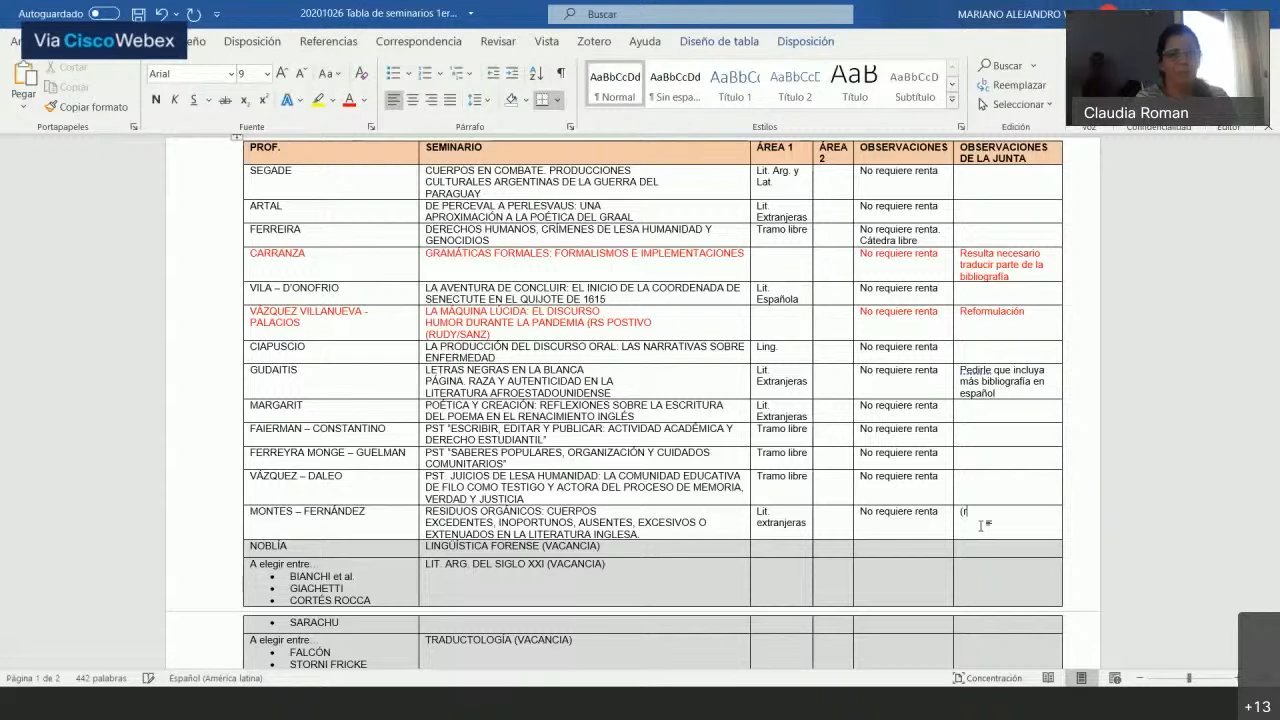 Autoguardado
20201026 Tabla de seminarios 1er...
Buscar
MARIANO ALEJANDRO
Vía CiscoWebex
Disposición
Referencias
Correspondencia
Revisar
Vista
Zotero
Ayuda
Diseño de tabla
Disposición
Pegar
Cortar
Copiar
Copiar formato
Portapapeles
Arial
9
Fuente
Párrafo
AaBbCcDd
¶ Normal
AaBbCcDd
¶ Sin espa...
AaBbCcD
Título 1
AaBbCcD
Título 2
AaB
Título
AaBbCcD
Subtítulo
Estilos
Buscar
Reemplazar
Seleccionar
Edición
Claudia Roman
PROF.
SEMINARIO
ÁREA 1
ÁREA
2
OBSERVACIONES
OBSERVACIONES
DE LA JUNTA
SEGADE
CUERPOS EN COMBATE. PRODUCCIONES
CULTURALES ARGENTINAS DE LA GUERRA DEL
PARAGUAY
Lit. Arg. y
Lat.
No requiere renta
ARTAL
DE PERCEVAL A PERLESVAUS: UNA
APROXIMACIÓN A LA POÉTICA DEL GRAAL
Lit.
Extranjeras
No requiere renta
FERREIRA
DERECHOS HUMANOS, CRÍMENES DE LESA HUMANIDAD Y
GENOCIDIOS
Tramo libre
No requiere renta.
Cátedra libre
CARRANZA
GRAMÁTICAS FORMALES: FORMALISMOS E IMPLEMENTACIONES
No requiere renta
Resulta necesario
traducir parte de la
bibliografía
VILA – D'ONOFRIO
LA AVENTURA DE CONCLUIR: EL INICIO DE LA COORDENADA DE
SENECTUTE EN EL QUIJOTE DE 1615
Lit.
Española
No requiere renta
VÁZQUEZ VILLANUEVA -
PALACIOS
LA MÁQUINA LÚCIDA: EL DISCURSO
HUMOR DURANTE LA PANDEMIA (RS POSTIVO
(RUDY/SANZ)
No requiere renta
Reformulación
CIAPUSCIO
LA PRODUCCIÓN DEL DISCURSO ORAL: LAS NARRATIVAS SOBRE
ENFERMEDAD
Ling.
No requiere renta
GUDAITIS
LETRAS NEGRAS EN LA BLANCA
PÁGINA. RAZA Y AUTENTICIDAD EN LA
LITERATURA AFROESTADOUNIDENSE
Lit.
Extranjeras
No requiere renta
Pedirle que incluya
más bibliografía en
español
MARGARIT
POÉTICA Y CREACIÓN: REFLEXIONES SOBRE LA ESCRITURA
DEL POEMA EN EL RENACIMIENTO INGLÉS
Lit.
Extranjeras
No requiere renta
FAIERMAN – CONSTANTINO
PST "ESCRIBIR, EDITAR Y PUBLICAR: ACTIVIDAD ACADÉMICA Y
DERECHO ESTUDIANTIL"
Tramo libre
No requiere renta
FERREYRA MONGE – GUELMAN
PST "SABERES POPULARES, ORGANIZACIÓN Y CUIDADOS
COMUNITARIOS"
Tramo libre
No requiere renta
VÁZQUEZ – DALEO
PST. JUICIOS DE LESA HUMANIDAD: LA COMUNIDAD EDUCATIVA
DE FILO COMO TESTIGO Y ACTORA DEL PROCESO DE MEMORIA,
VERDAD Y JUSTICIA
Tramo libre
No requiere renta
MONTES – FERNÁNDEZ
RESIDUOS ORGÁNICOS: CUERPOS
EXCEDENTES, INOPORTUNOS, AUSENTES, EXCESIVOS O
EXTENUADOS EN LA LITERATURA INGLESA.
Lit.
extranjeras
No requiere renta
(r
NOBLÍA
LINGÜÍSTICA FORENSE (VACANCIA)
A elegir entre...
• BIANCHI et al.
• GIACHETTI
• CORTÉS ROCCA
LIT. ARG. DEL SIGLO XXI (VACANCIA)
• SARACHU
A elegir entre...
• FALCÓN
• STORNI FRICKE
TRADUCTOLOGÍA (VACANCIA)
Página 1 de 2
442 palabras
Español (América latina)
Concentración
+13